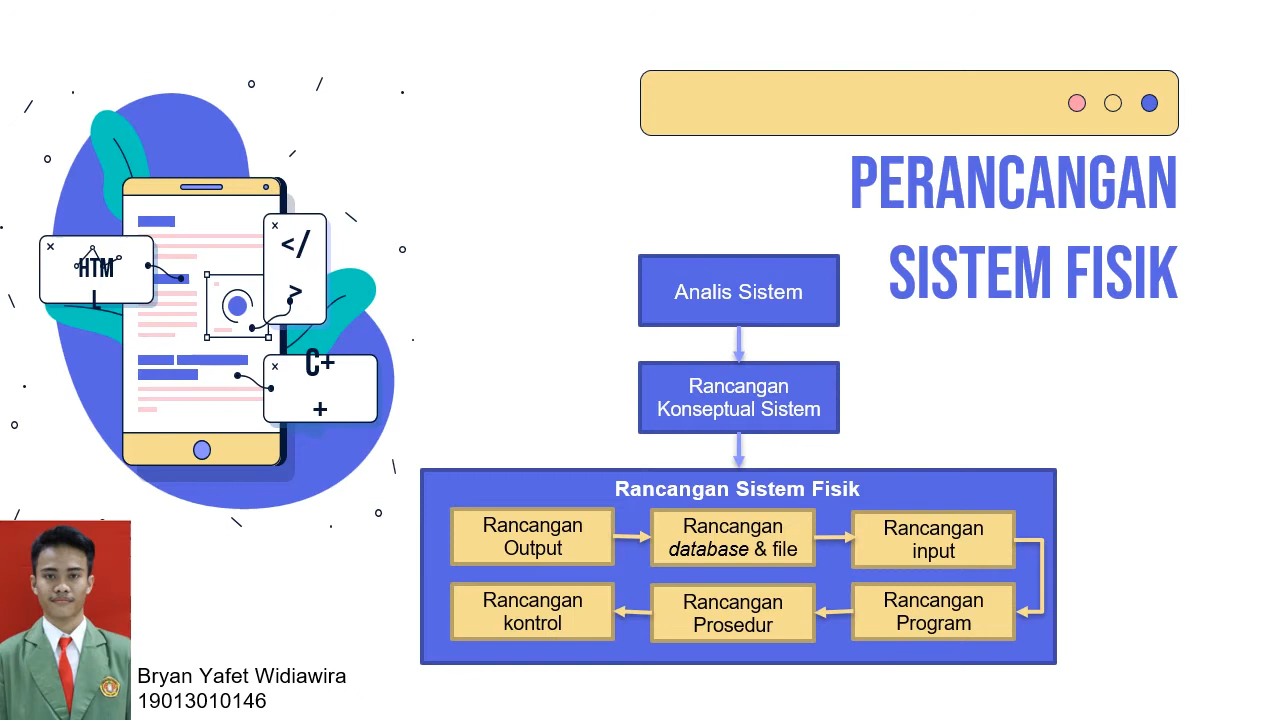 PERANCANGAN
SISTEM FISIK
HTM
L
</
>
C+
+
Analis Sistem
Rancangan
Konseptual Sistem
Rancangan Sistem Fisik
Rancangan
Output
Rancangan
database & file
Rancangan
input
Rancangan
kontrol
Rancangan
Prosedur
Rancangan
Program
Bryan Yafet Widiawira
19013010146